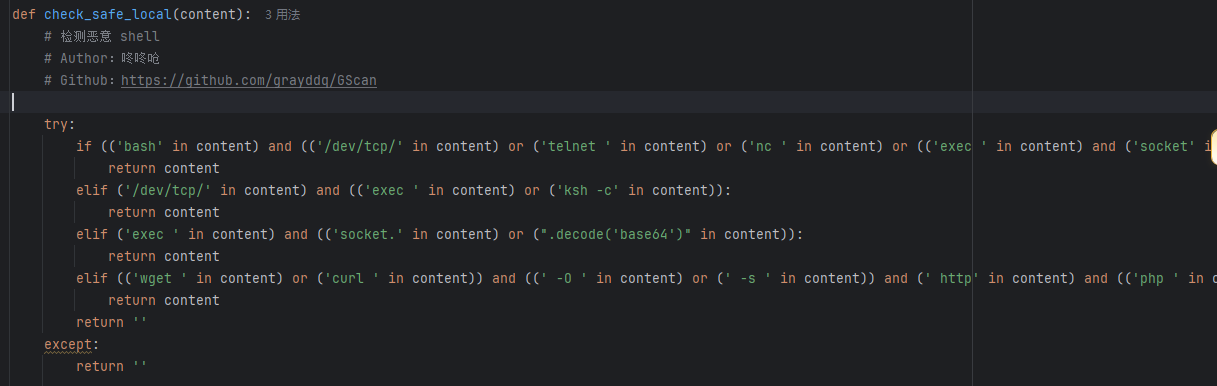 def check_safe_local(content): 3 用法
# 检测恶意 shell
# Author：咚咚呛
# Github：https://github.com/grayddq/GScan
try:
if (('bash' in content) and (('/dev/tcp/' in content) or ('telnet ' in content) or ('nc ' in content) or (('exec ' in content) and ('socket' i
return content
elif ('/dev/tcp/' in content) and (('exec ' in content) or ('ksh -c' in content)):
return content
elif ('exec ' in content) and (('socket.' in content) or (".decode('base64')" in content)):
return content
elif (('wget ' in content) or ('curl ' in content)) and ((' -O ' in content) or (' -s ' in content)) and (' http' in content) and (('php ' in c
return content
return ''
except:
return ''